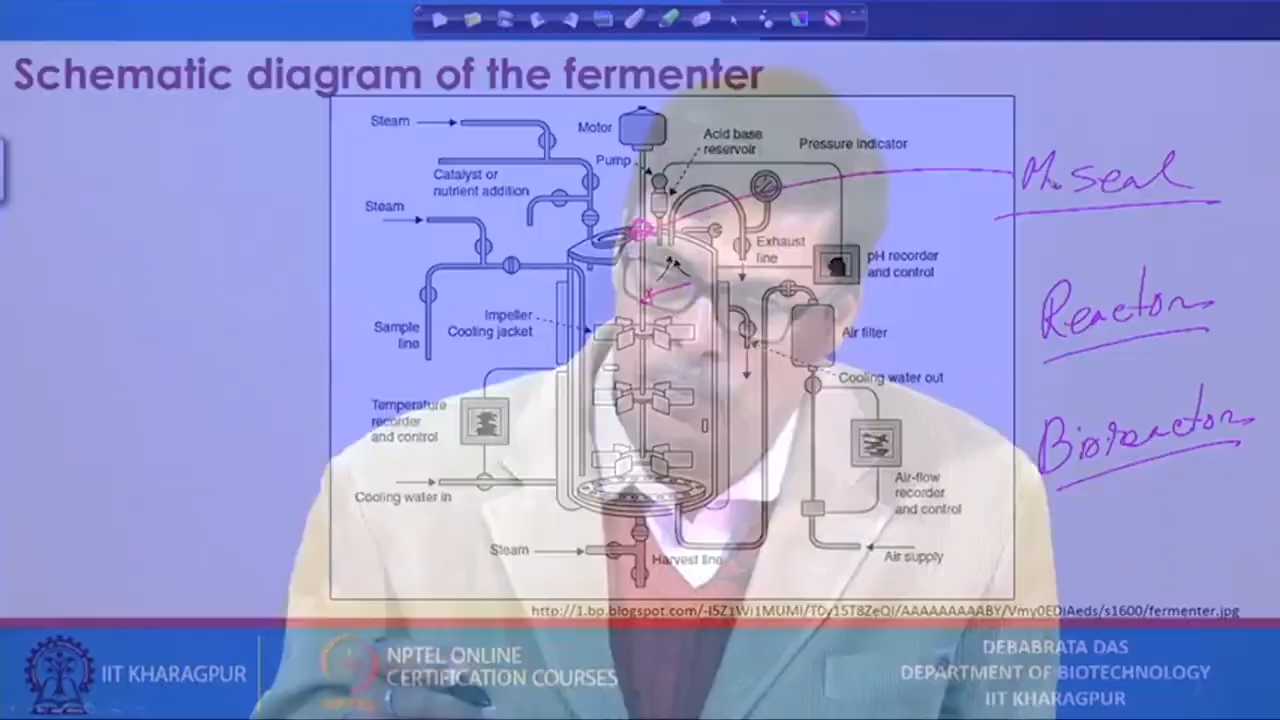 Schematic diagram of the fermenter
Steam
Motor
Acid base
reservoir
Pressure indicator
Pump
Catalyst or
nutrient addition
M. seal
Steam
Exhaust
line
pH recorder
and control
Impeller
Cooling jacket
Reactor
Sample
line
Air filter
Cooling water out
Temperature
recorder
and control
Bioreactor
Air-flow
recorder
and control
Cooling water in
Steam
Harvest line
Air supply
IIT KHARAGPUR
NPTEL ONLINE
CERTIFICATION COURSES
DEBABRATA DAS
DEPARTMENT OF BIOTECHNOLOGY
IIT KHARAGPUR